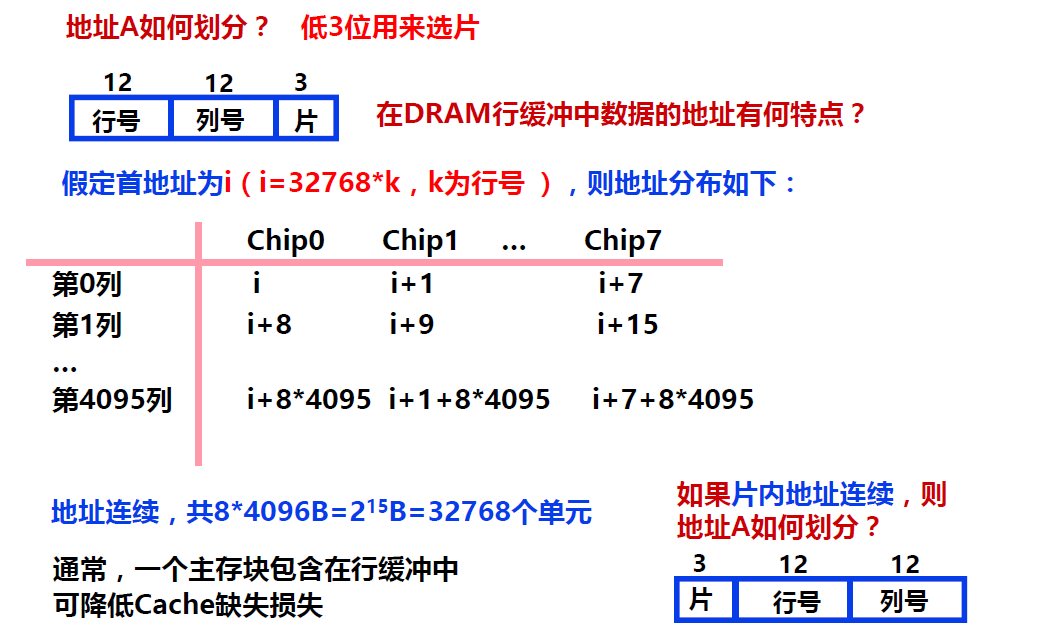 地址A如何划分？ 低3位用来选片
12 12 3
行号 列号 片
在DRAM行缓冲中数据的地址有何特点？
假定首地址为i（i=32768*k，k为行号 ），则地址分布如下：
Chip0 Chip1 … Chip7
第0列 i i+1 i+7
第1列 i+8 i+9 i+15
…
第4095列 i+8*4095 i+1+8*4095 i+7+8*4095
地址连续，共8*4096B=2¹⁵B=32768个单元
通常，一个主存块包含在行缓冲中
可降低Cache缺失损失
如果片内地址连续，则
地址A如何划分？
3 12 12
片 行号 列号